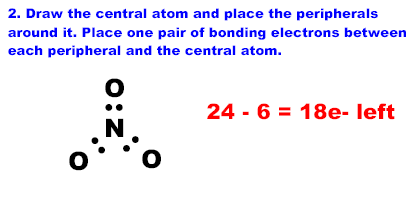 2. Draw the central atom and place the peripherals
around it. Place one pair of bonding electrons between
each peripheral and the central atom.
O
N
O O
24 - 6 = 18e- left